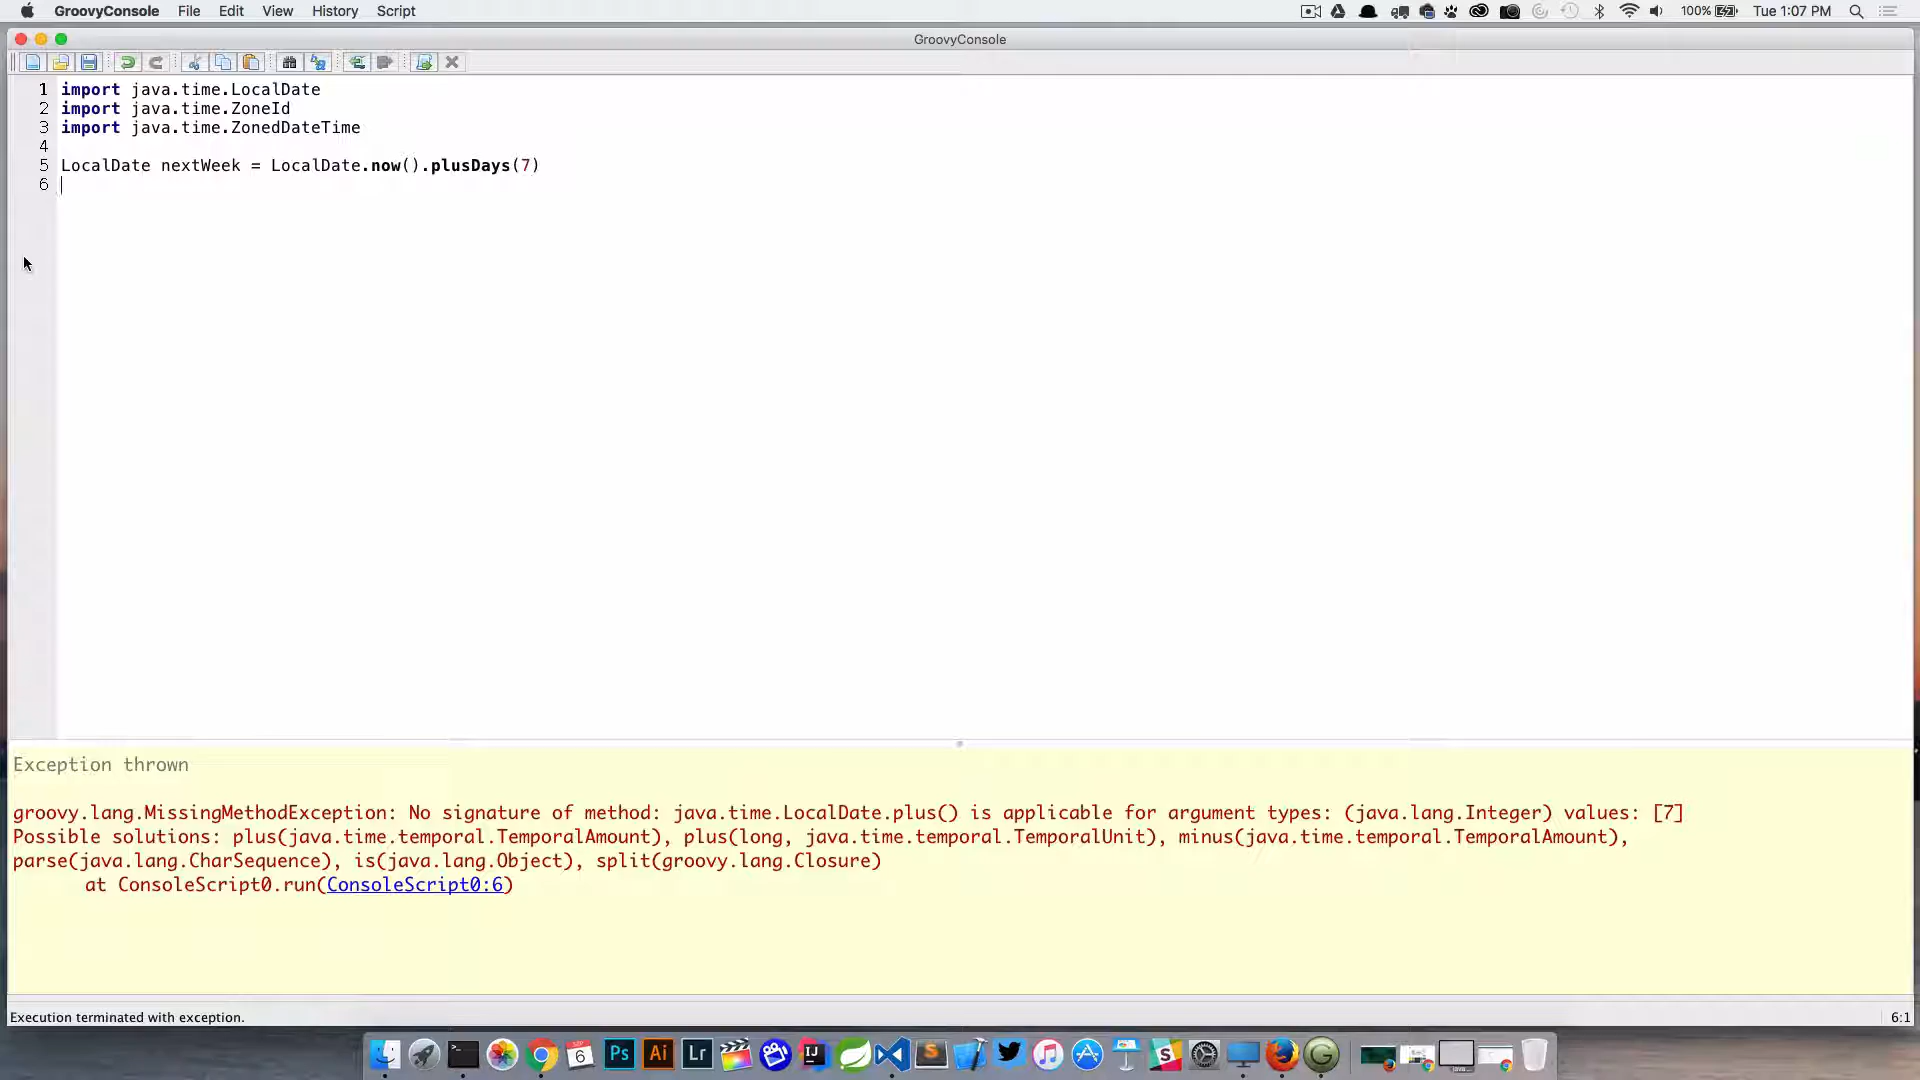 GroovyConsole File Edit View History Script 100% Tue 1:07 PM
GroovyConsole
1 import java.time.LocalDate
2 import java.time.ZoneId
3 import java.time.ZonedDateTime
4
5 LocalDate nextWeek = LocalDate.now().plusDays(7)
6
Exception thrown
groovy.lang.MissingMethodException: No signature of method: java.time.LocalDate.plus() is applicable for argument types: (java.lang.Integer) values: [7]
Possible solutions: plus(java.time.temporal.TemporalAmount), plus(long, java.time.temporal.TemporalUnit), minus(java.time.temporal.TemporalAmount),
parse(java.lang.CharSequence), is(java.lang.Object), split(groovy.lang.Closure)
at ConsoleScript0.run(ConsoleScript0:6)
Execution terminated with exception. 6:1
6 Ps Ai Lr IJ S G